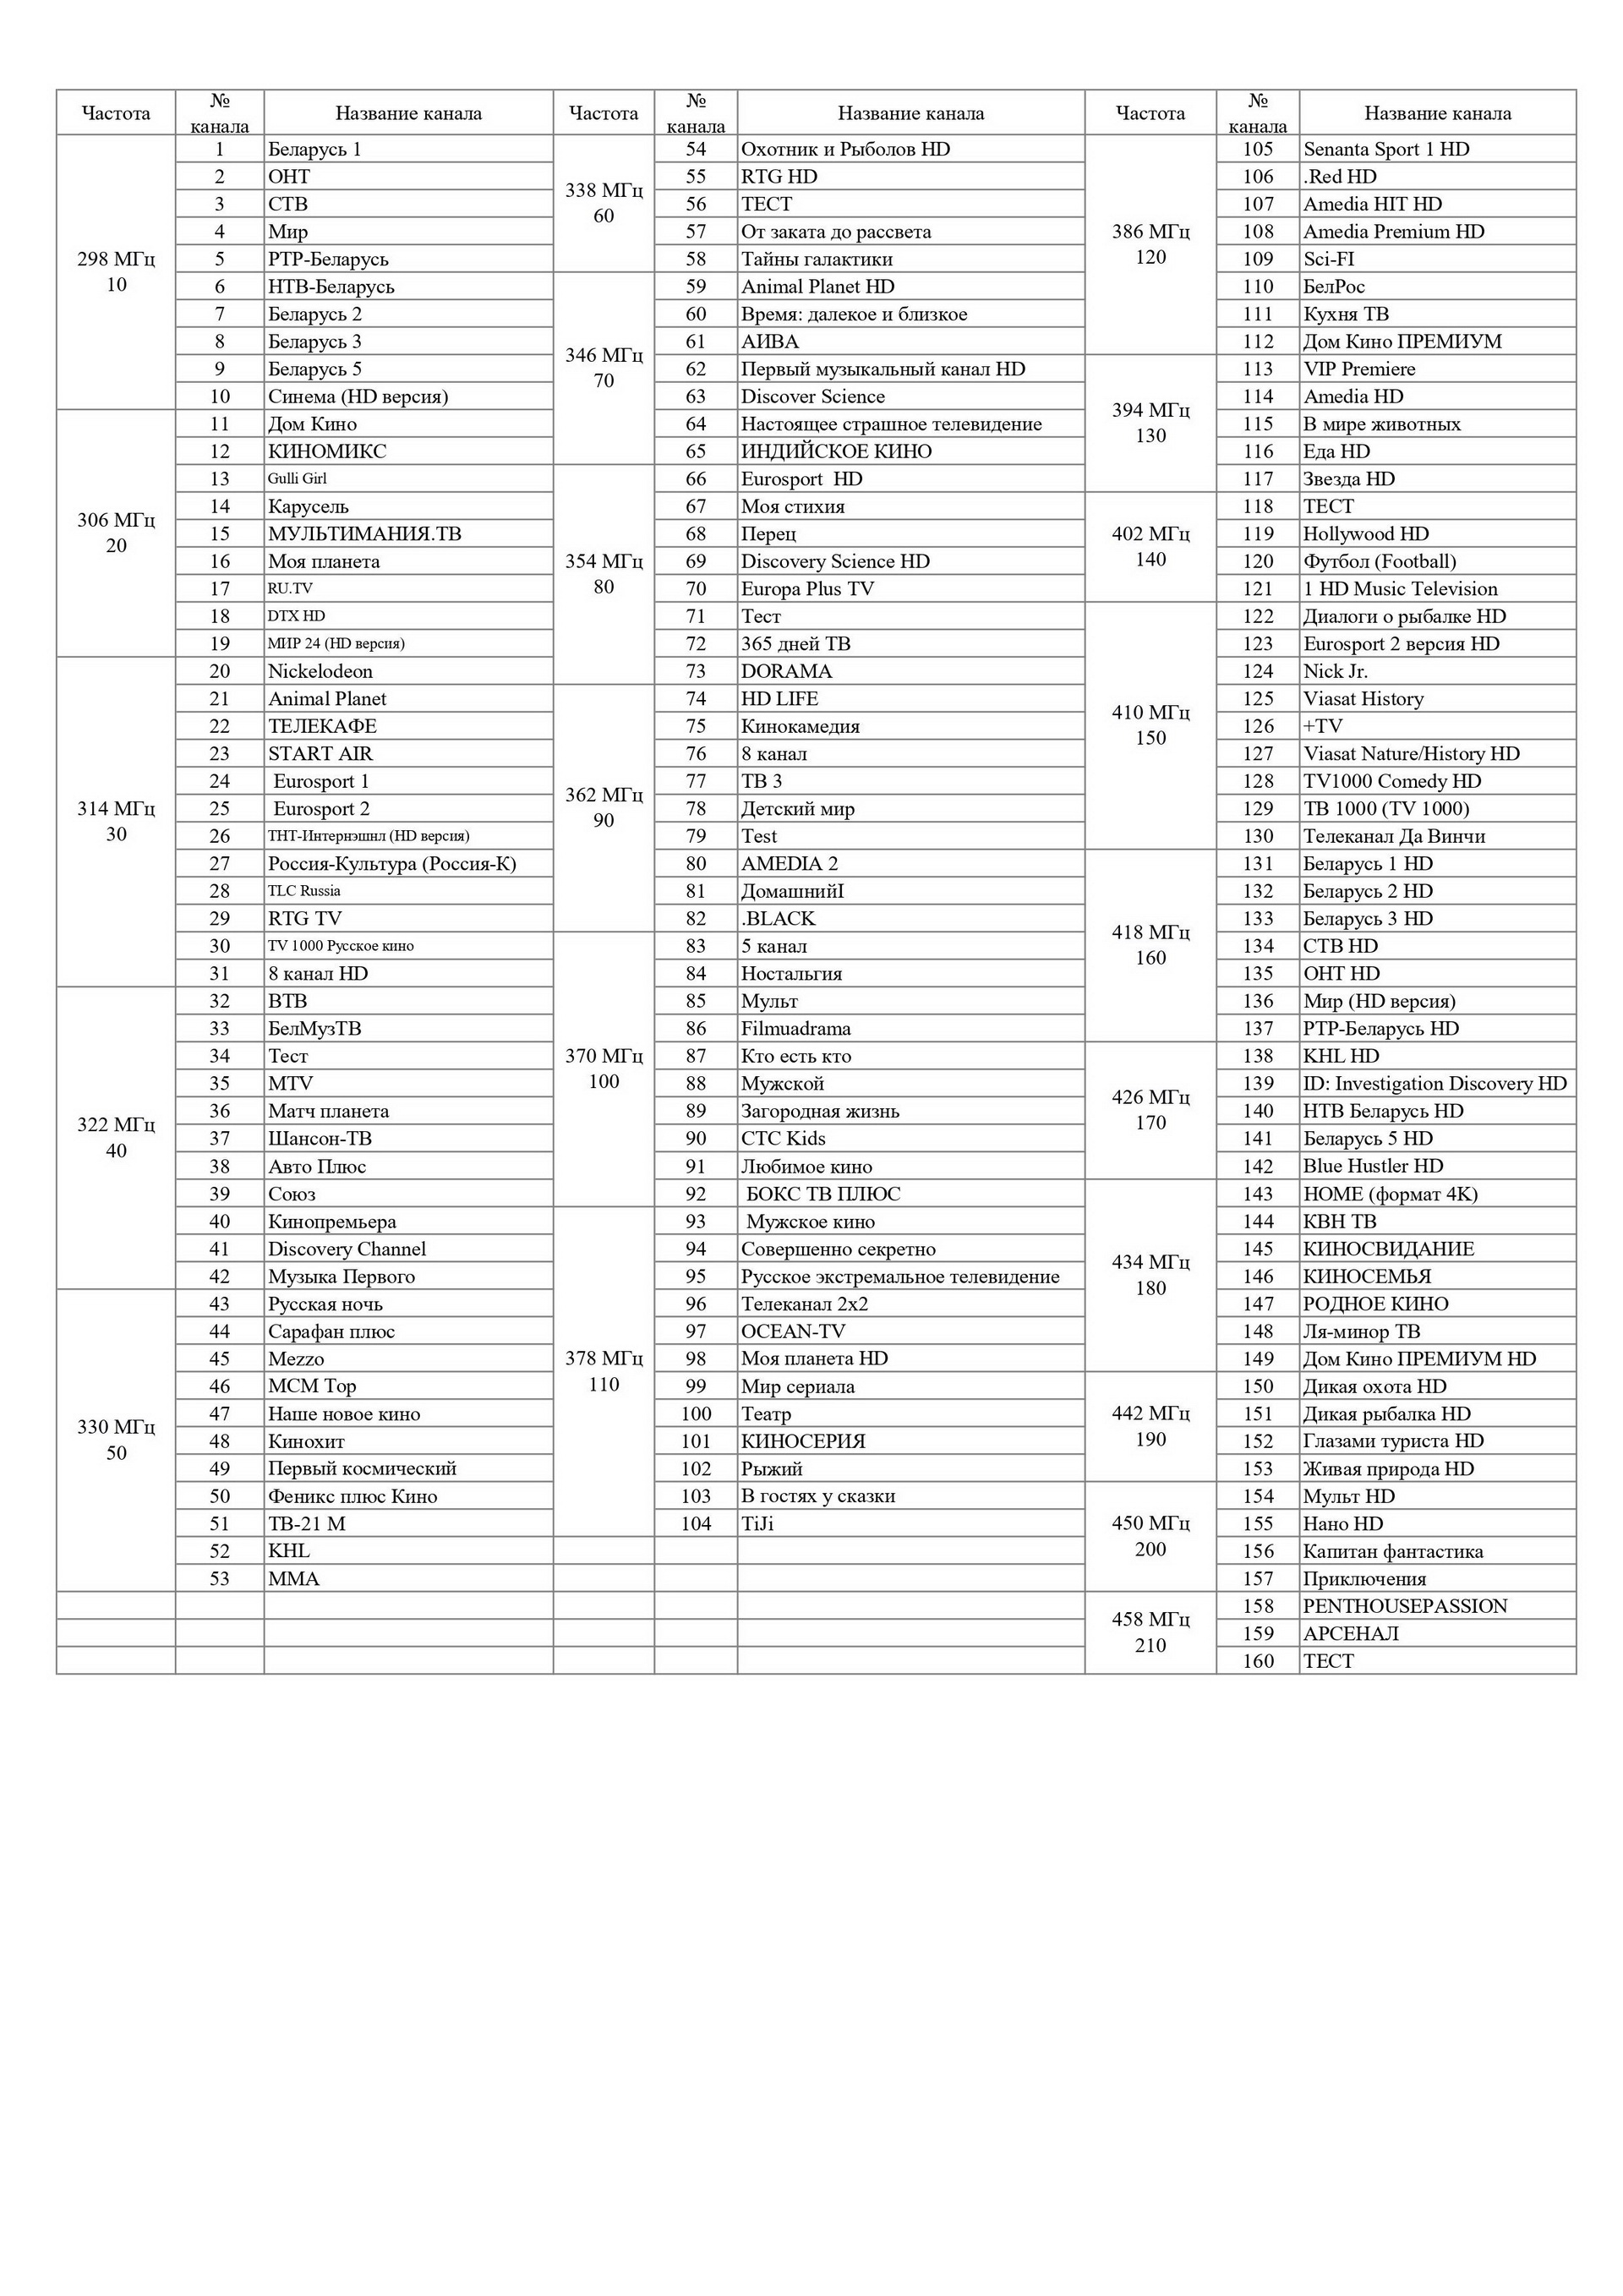 Частота № канала Название канала Частота № канала Название канала Частота № канала Название канала
298 МГц
10
1 Беларусь 1
2 ОНТ
3 СТВ
4 Мир
5 РТР-Беларусь
6 НТВ-Беларусь
7 Беларусь 2
8 Беларусь 3
9 Беларусь 5
10 Синема (HD версия)
306 МГц
20
11 Дом Кино
12 КИНОМИКС
13 Gulli Girl
14 Карусель
15 МУЛЬТИМАНИЯ.ТВ
16 Моя планета
17 RU.TV
18 DTX HD
19 МИР 24 (HD версия)
314 МГц
30
20 Nickelodeon
21 Animal Planet
22 ТЕЛЕКАФЕ
23 START AIR
24 Eurosport 1
25 Eurosport 2
26 ТНТ-Интернэшнл (HD версия)
27 Россия-Культура (Россия-К)
28 TLC Russia
29 RTG TV
30 TV 1000 Русское кино
31 8 канал HD
322 МГц
40
32 ВТВ
33 БелМузТВ
34 Тест
35 MTV
36 Матч планета
37 Шансон-ТВ
38 Авто Плюс
39 Союз
40 Кинопремьера
41 Discovery Channel
42 Музыка Первого
330 МГц
50
43 Русская ночь
44 Сарафан плюс
45 Mezzo
46 MCM Top
47 Наше новое кино
48 Кинохит
49 Первый космический
50 Феникс плюс Кино
51 ТВ-21 М
52 KHL
53 ММА
338 МГц
60
54 Охотник и Рыболов HD
55 RTG HD
56 ТЕСТ
57 От заката до рассвета
58 Тайны галактики
346 МГц
70
59 Animal Planet HD
60 Время: далекое и близкое
61 АИВА
62 Первый музыкальный канал HD
63 Discover Science
64 Настоящее страшное телевидение
65 ИНДИЙСКОЕ КИНО
354 МГц
80
66 Eurosport HD
67 Моя стихия
68 Перец
69 Discovery Science HD
70 Europa Plus TV
71 Тест
72 365 дней ТВ
73 DORAMA
362 МГц
90
74 HD LIFE
75 Кинокамедия
76 8 канал
77 ТВ 3
78 Детский мир
79 Test
80 AMEDIA 2
81 ДомашнийI
82 .BLACK
370 МГц
100
83 5 канал
84 Ностальгия
85 Мульт
86 Filmuadrama
87 Кто есть кто
88 Мужской
89 Загородная жизнь
90 СТС Kids
91 Любимое кино
92 БОКС ТВ ПЛЮС
378 МГц
110
93 Мужское кино
94 Совершенно секретно
95 Русское экстремальное телевидение
96 Телеканал 2х2
97 OCEAN-TV
98 Моя планета HD
99 Мир сериала
100 Театр
101 КИНОСЕРИЯ
102 Рыжий
103 В гостях у сказки
104 TiJi
386 МГц
120
105 Senanta Sport 1 HD
106 .Red HD
107 Amedia HIT HD
108 Amedia Premium HD
109 Sci-FI
110 БелРос
111 Кухня ТВ
112 Дом Кино ПРЕМИУМ
394 МГц
130
113 VIP Premiere
114 Amedia HD
115 В мире животных
116 Еда HD
117 Звезда HD
402 МГц
140
118 ТЕСТ
119 Hollywood HD
120 Футбол (Football)
121 1 HD Music Television
410 МГц
150
122 Диалоги о рыбалке HD
123 Eurosport 2 версия HD
124 Nick Jr.
125 Viasat History
126 +TV
127 Viasat Nature/History HD
128 TV1000 Comedy HD
129 ТВ 1000 (TV 1000)
130 Телеканал Да Винчи
418 МГц
160
131 Беларусь 1 HD
132 Беларусь 2 HD
133 Беларусь 3 HD
134 СТВ HD
135 ОНТ HD
136 Мир (HD версия)
137 РТР-Беларусь HD
426 МГц
170
138 KHL HD
139 ID: Investigation Discovery HD
140 НТВ Беларусь HD
141 Беларусь 5 HD
142 Blue Hustler HD
434 МГц
180
143 HOME (формат 4K)
144 КВН ТВ
145 КИНОСВИДАНИЕ
146 КИНОСЕМЬЯ
147 РОДНОЕ КИНО
148 Ля-минор ТВ
149 Дом Кино ПРЕМИУМ HD
442 МГц
190
150 Дикая охота HD
151 Дикая рыбалка HD
152 Глазами туриста HD
153 Живая природа HD
450 МГц
200
154 Мульт HD
155 Нано HD
156 Капитан фантастика
157 Приключения
458 МГц
210
158 PENTHOUSEPASSION
159 АРСЕНАЛ
160 ТЕСТ